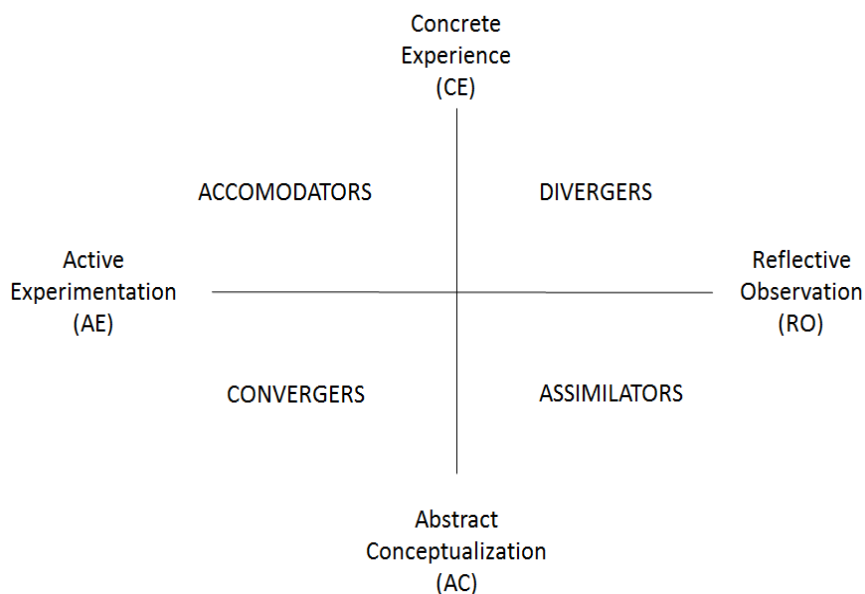 Concrete
Experience
(CE)
ACCOMODATORS
DIVERGERS
Active
Experimentation
(AE)
Reflective
Observation
(RO)
CONVERGERS
ASSIMILATORS
Abstract
Conceptualization
(AC)